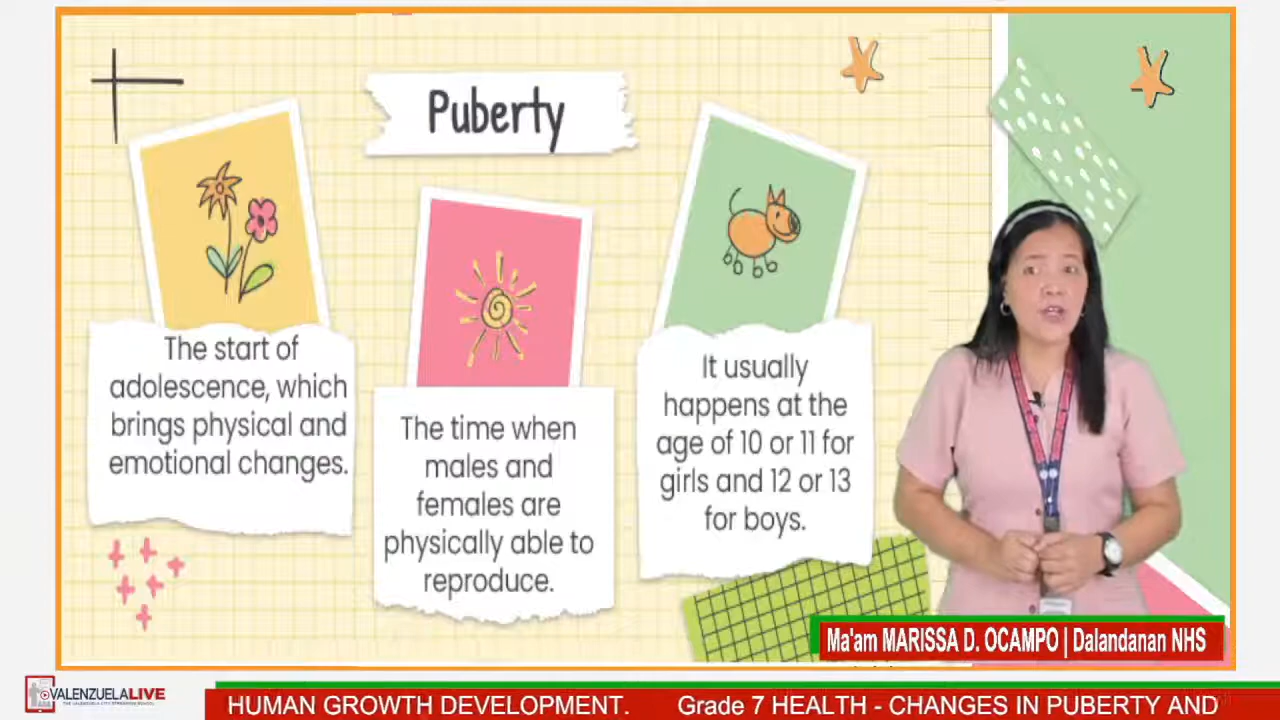 Puberty
The start of
adolescence, which
brings physical and
emotional changes.
The time when
males and
females are
physically able to
reproduce.
It usually
happens at the
age of 10 or 11 for
girls and 12 or 13
for boys.
Ma'am MARISSA D. OCAMPO | Dalandanan NHS
VALENZUELALIVE
HUMAN GROWTH DEVELOPMENT. Grade 7 HEALTH - CHANGES IN PUBERTY AND